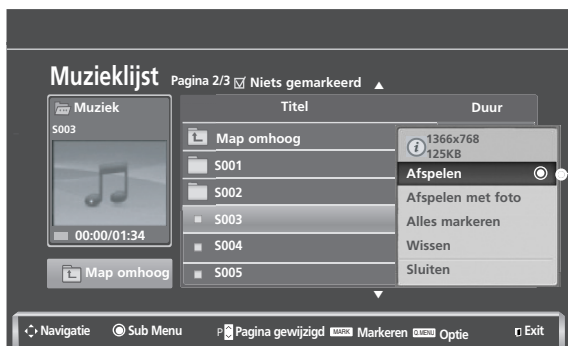 Muzieklijst Pagina 2/3 Niets gemarkeerd
Muziek
S003
00:00/01:34
Map omhoog
Titel Duur
Map omhoog
S001
S002
S003
S004
S005
1366x768
125KB
Afspelen
Afspelen met foto
Alles markeren
Wissen
Sluiten
Navigatie Sub Menu P Pagina gewijzigd MARK Markeren Q.MENU Optie Exit